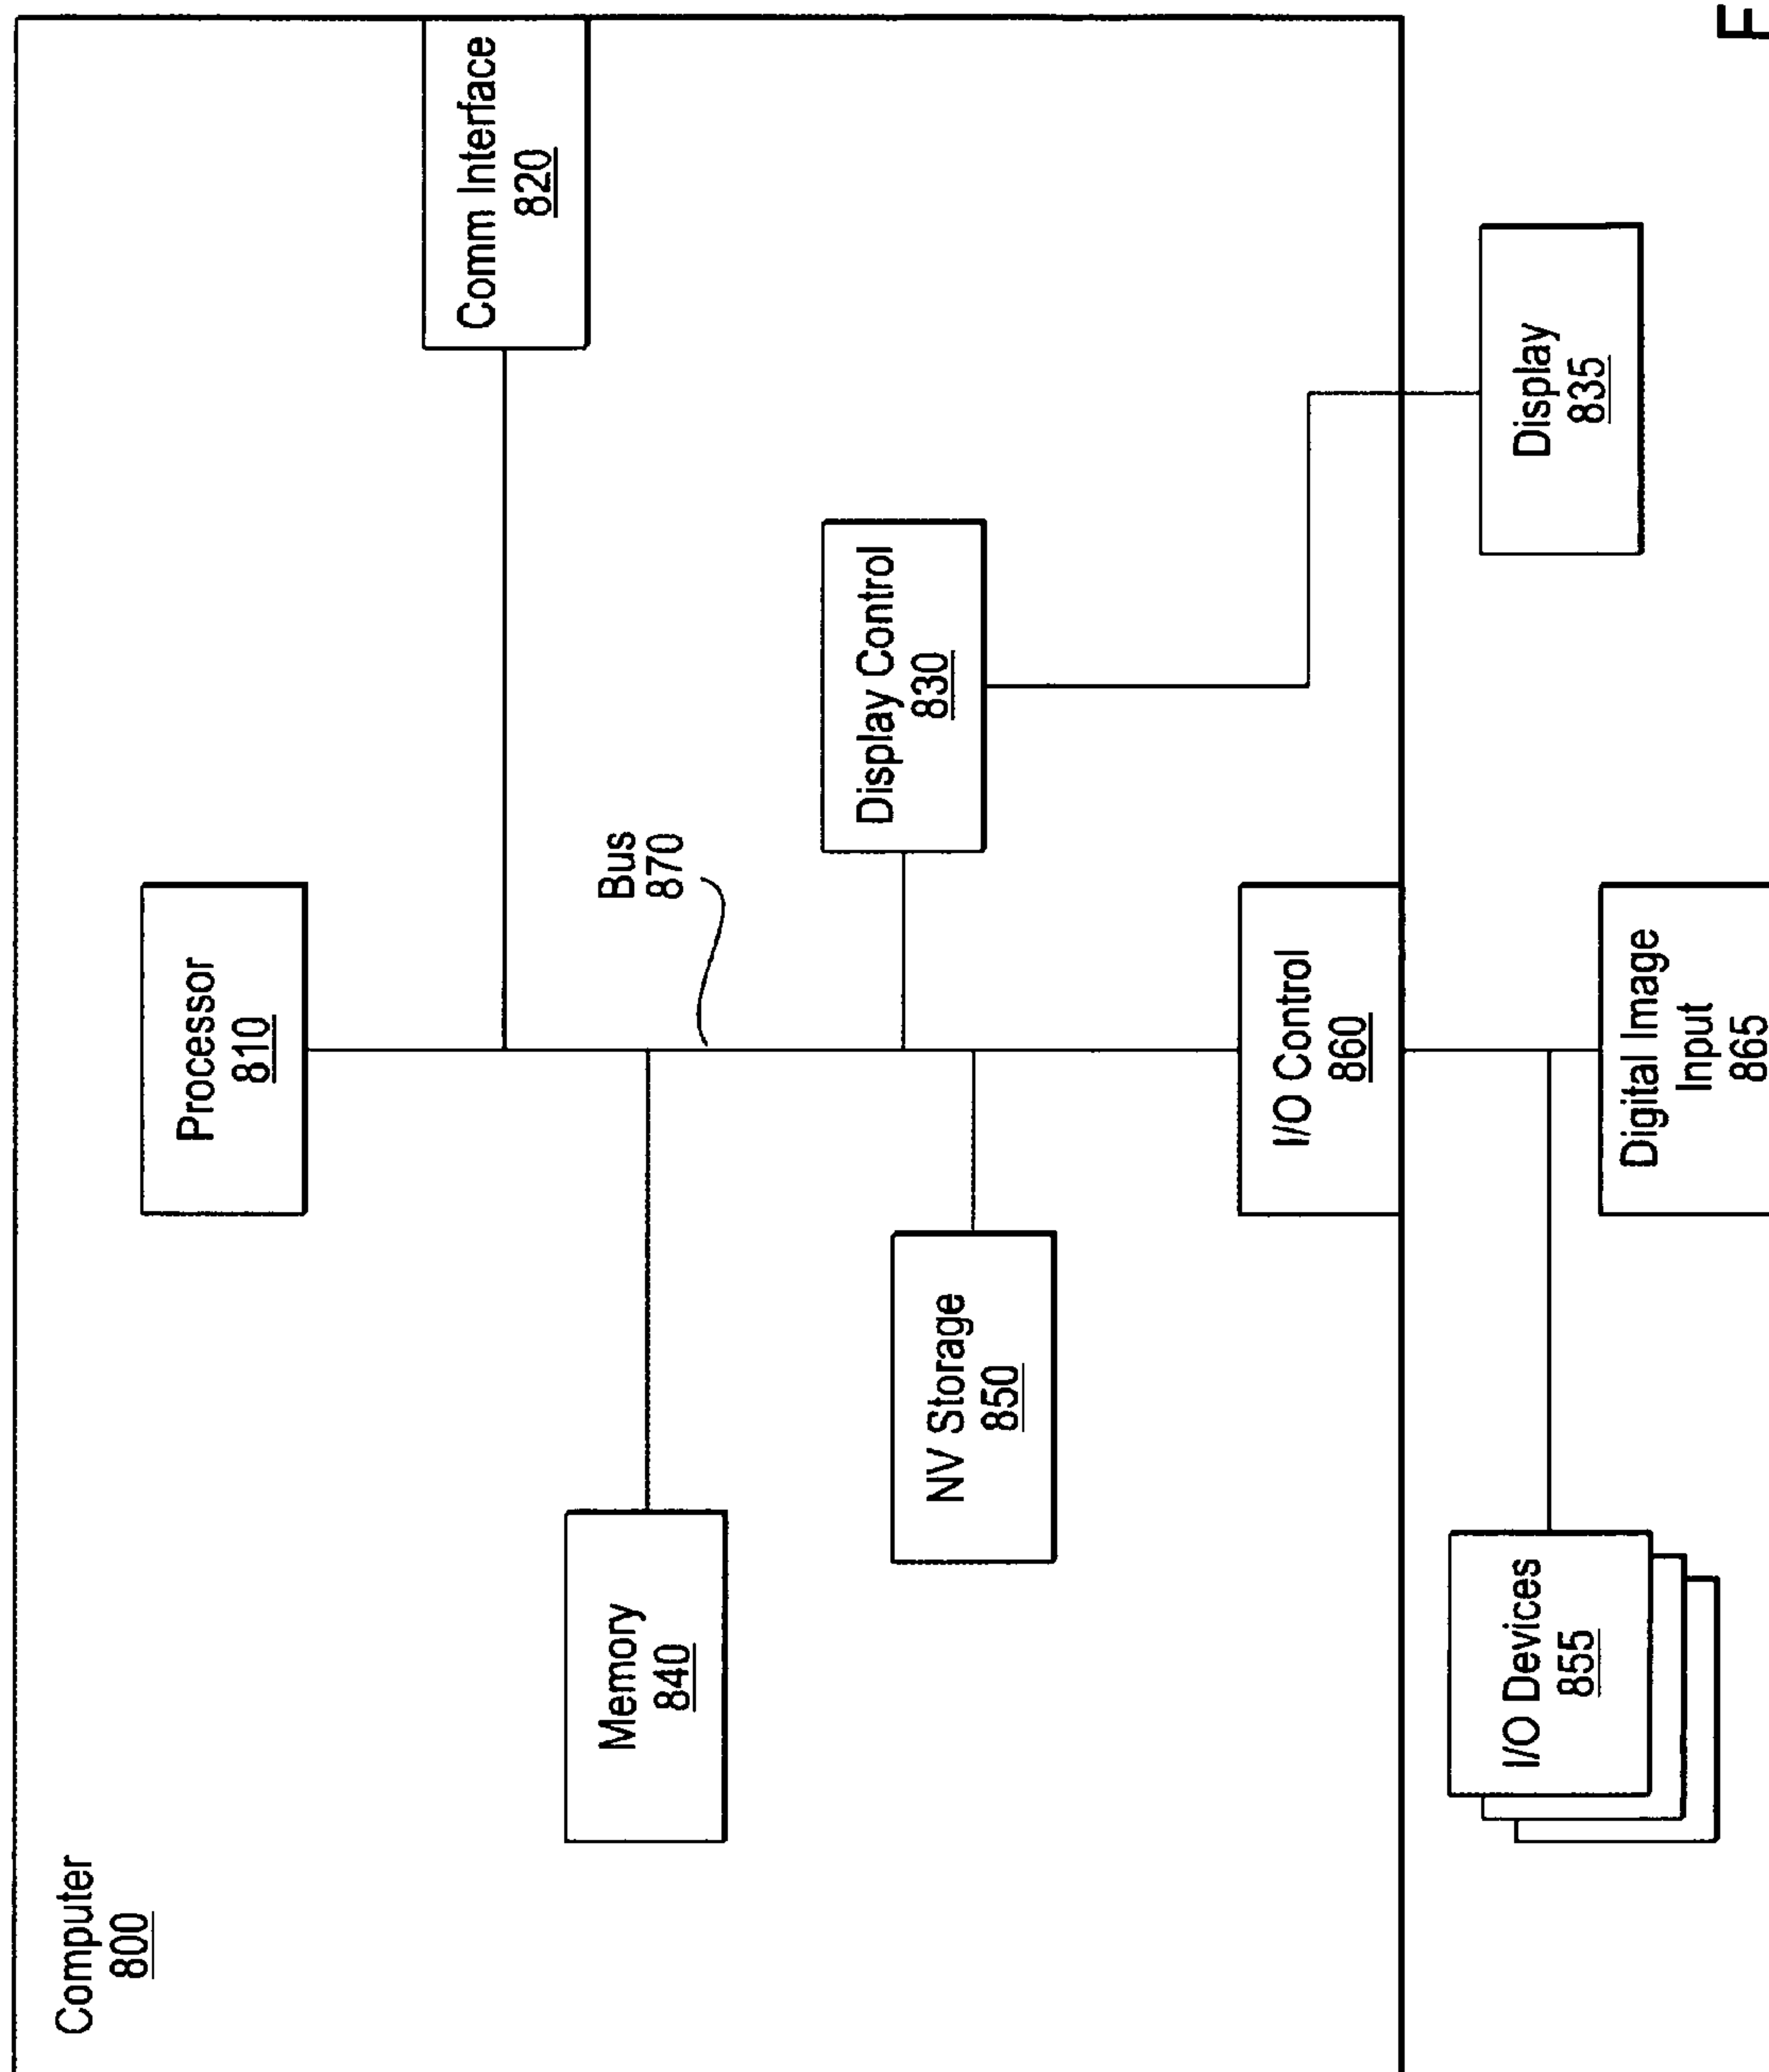 Computer
800
Processor
810
Comm Interface
820
Memory
840
Bus
870
NV Storage
850
Display Control
830
I/O Control
860
I/O Devices
855
Digital Image
Input
865
Display
835